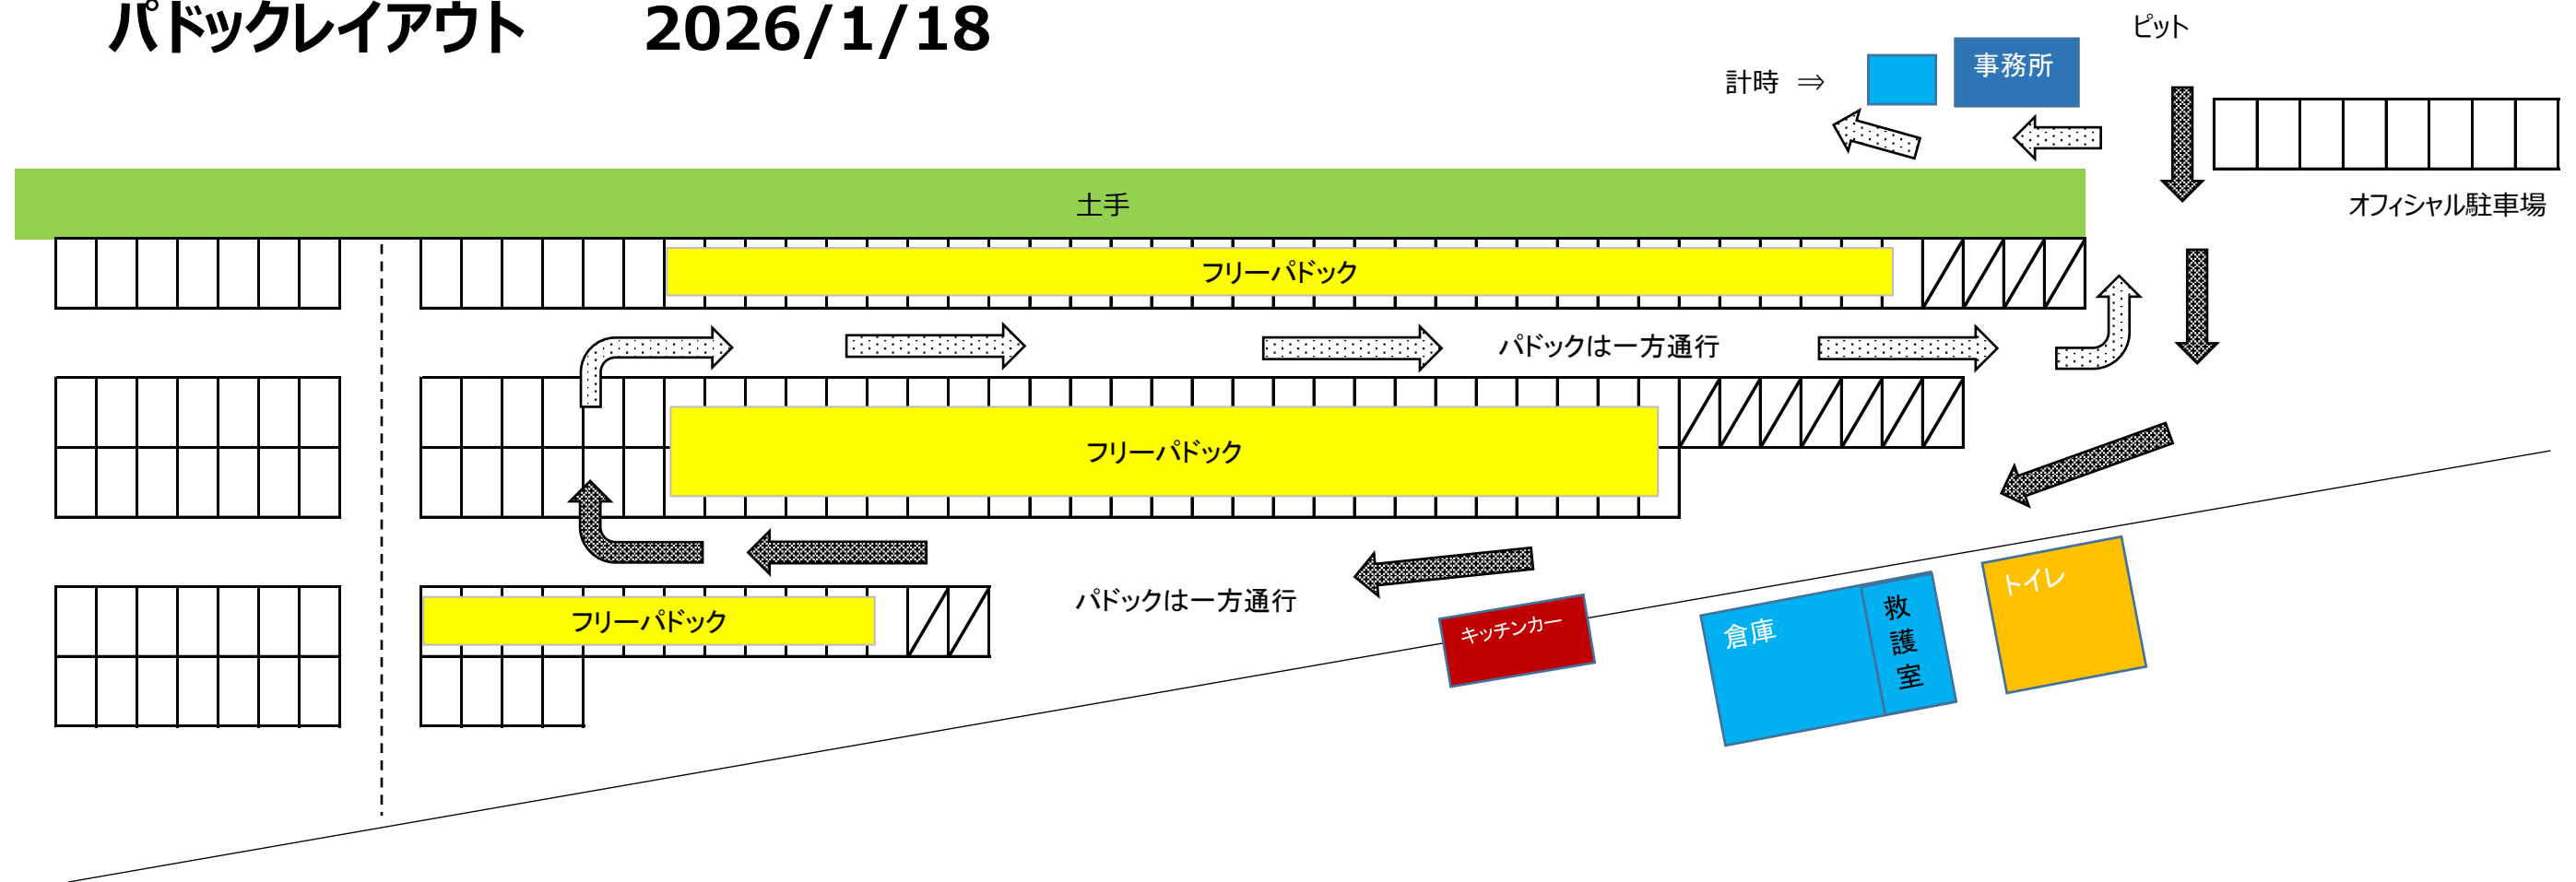 パドックレイアウト 2026/1/18
ピット
事務所
計時 ⇒
土手
オフィシャル駐車場
フリーパドック
パドックは一方通行
フリーパドック
パドックは一方通行
フリーパドック
キッチンカー
倉庫
救護室
トイレ